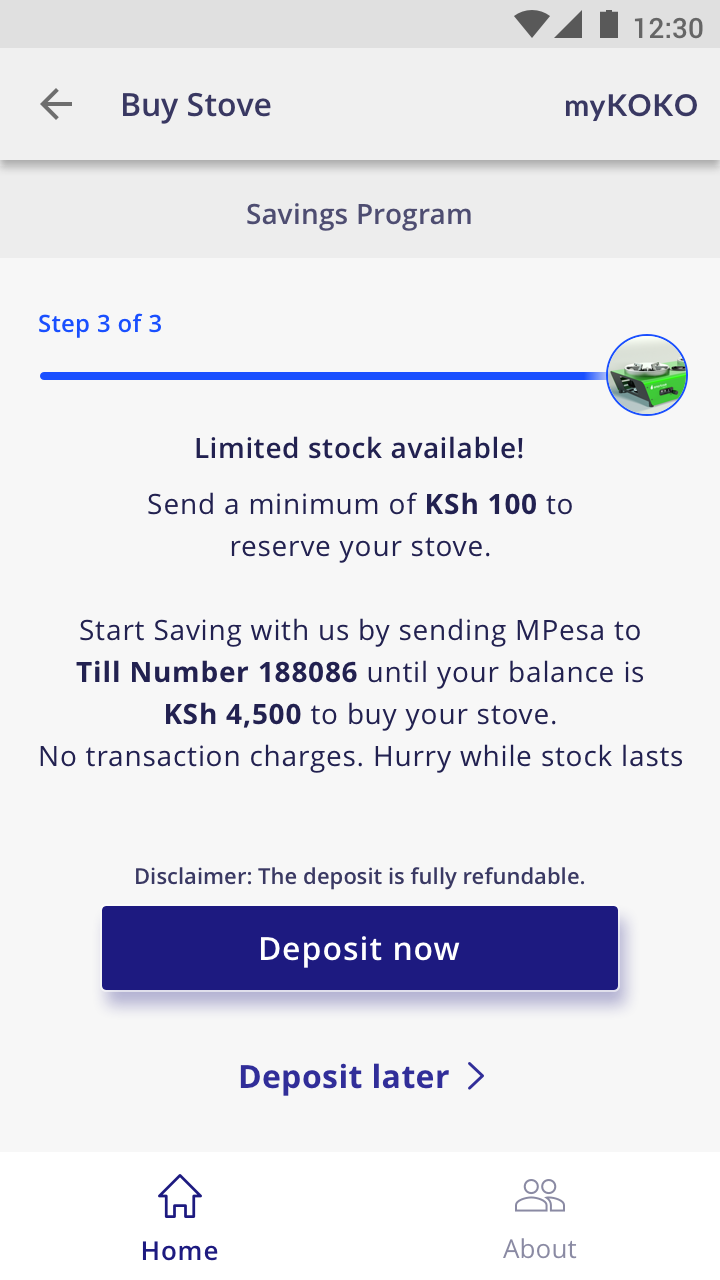 12:30
Buy Stove
myKOKO
Savings Program
Step 3 of 3
Limited stock available!
Send a minimum of KSh 100 to
reserve your stove.
Start Saving with us by sending MPesa to
Till Number 188086 until your balance is
KSh 4,500 to buy your stove.
No transaction charges. Hurry while stock lasts
Disclaimer: The deposit is fully refundable.
Deposit now
Deposit later
Home
About